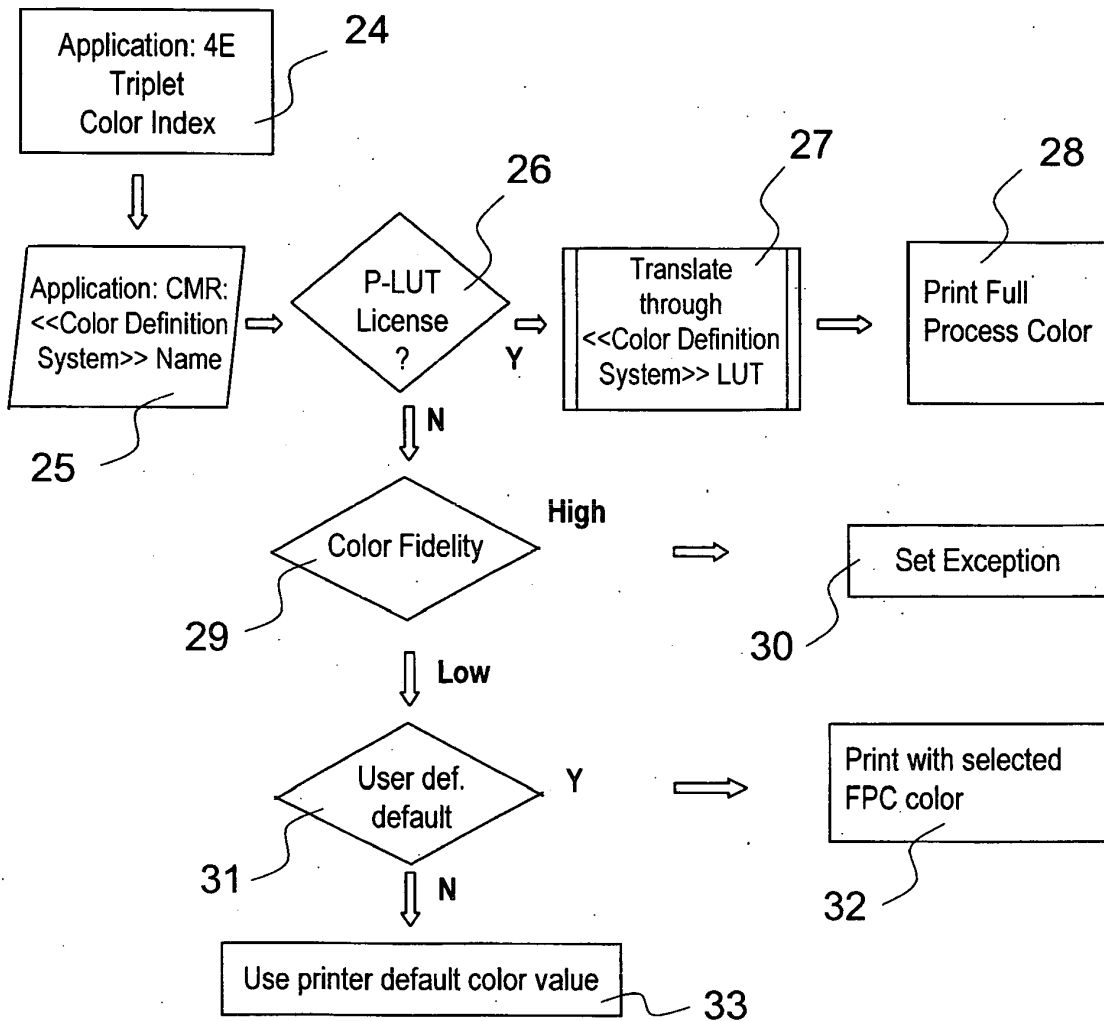 24
Application: 4E
Triplet
Color Index
26
27
28
Application: CMR:
<<Color Definition
System>> Name
25
P-LUT
License
?
Y
Translate
through
<<Color Definition
System>> LUT
Print Full
Process Color
N
Color Fidelity
High
29
Set Exception
30
Low
User def.
default
Y
31
Print with selected
FPC color
32
N
Use printer default color value
33